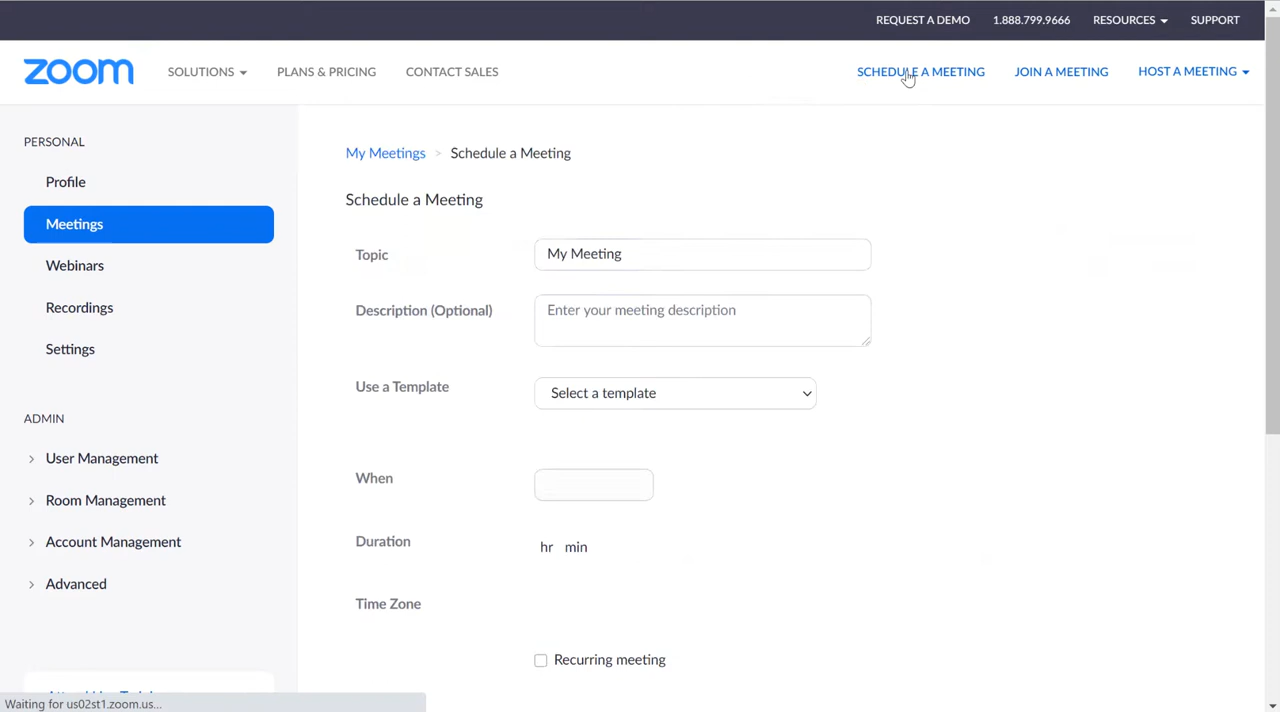 REQUEST A DEMO 1.888.799.9666 RESOURCES SUPPORT
zoom SOLUTIONS PLANS & PRICING CONTACT SALES SCHEDULE A MEETING JOIN A MEETING HOST A MEETING
PERSONAL
Profile
Meetings
Webinars
Recordings
Settings
ADMIN
User Management
Room Management
Account Management
Advanced
My Meetings > Schedule a Meeting
Schedule a Meeting
Topic My Meeting
Description (Optional) Enter your meeting description
Use a Template Select a template
When
Duration hr min
Time Zone
Recurring meeting
Waiting for us02st1.zoom.us...